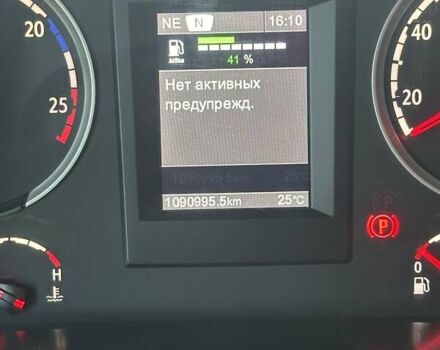 NE N 16:10
AdBlue
41 %
Нет активных
предупрежд.
1090995.5km 25°C
1090995.5km 25°C
20
25
40
20
P
P
H
0